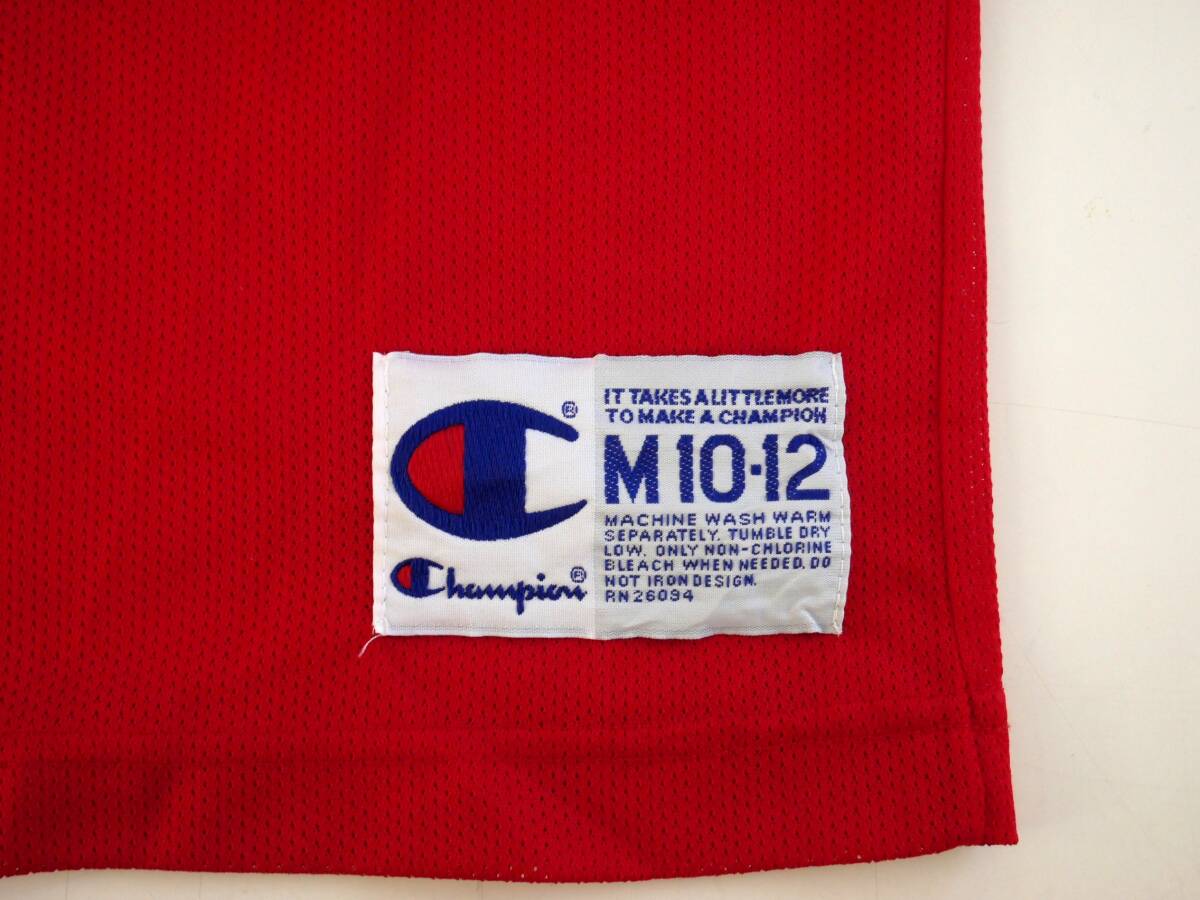 ®
Champion®
IT TAKES A LITTLE MORE
TO MAKE A CHAMPION
M 10-12
MACHINE WASH WARM
SEPARATELY. TUMBLE DRY
LOW. ONLY NON-CHLORINE
BLEACH WHEN NEEDED. DO
NOT IRON DESIGN.
RN 26094